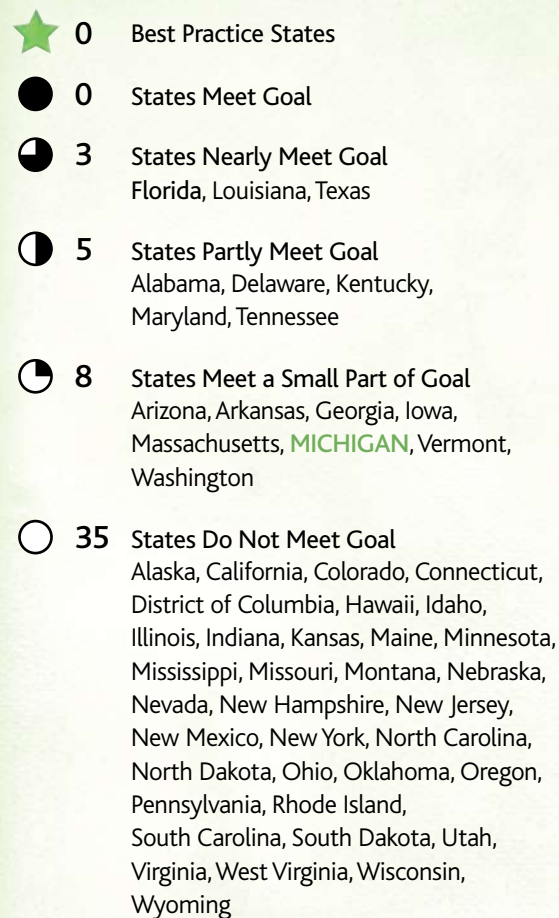 0 Best Practice States
0 States Meet Goal
3 States Nearly Meet Goal
Florida, Louisiana, Texas
5 States Partly Meet Goal
Alabama, Delaware, Kentucky,
Maryland, Tennessee
8 States Meet a Small Part of Goal
Arizona, Arkansas, Georgia, Iowa,
Massachusetts, MICHIGAN, Vermont,
Washington
35 States Do Not Meet Goal
Alaska, California, Colorado, Connecticut,
District of Columbia, Hawaii, Idaho,
Illinois, Indiana, Kansas, Maine, Minnesota,
Mississippi, Missouri, Montana, Nebraska,
Nevada, New Hampshire, New Jersey,
New Mexico, New York, North Carolina,
North Dakota, Ohio, Oklahoma, Oregon,
Pennsylvania, Rhode Island,
South Carolina, South Dakota, Utah,
Virginia, West Virginia, Wisconsin,
Wyoming